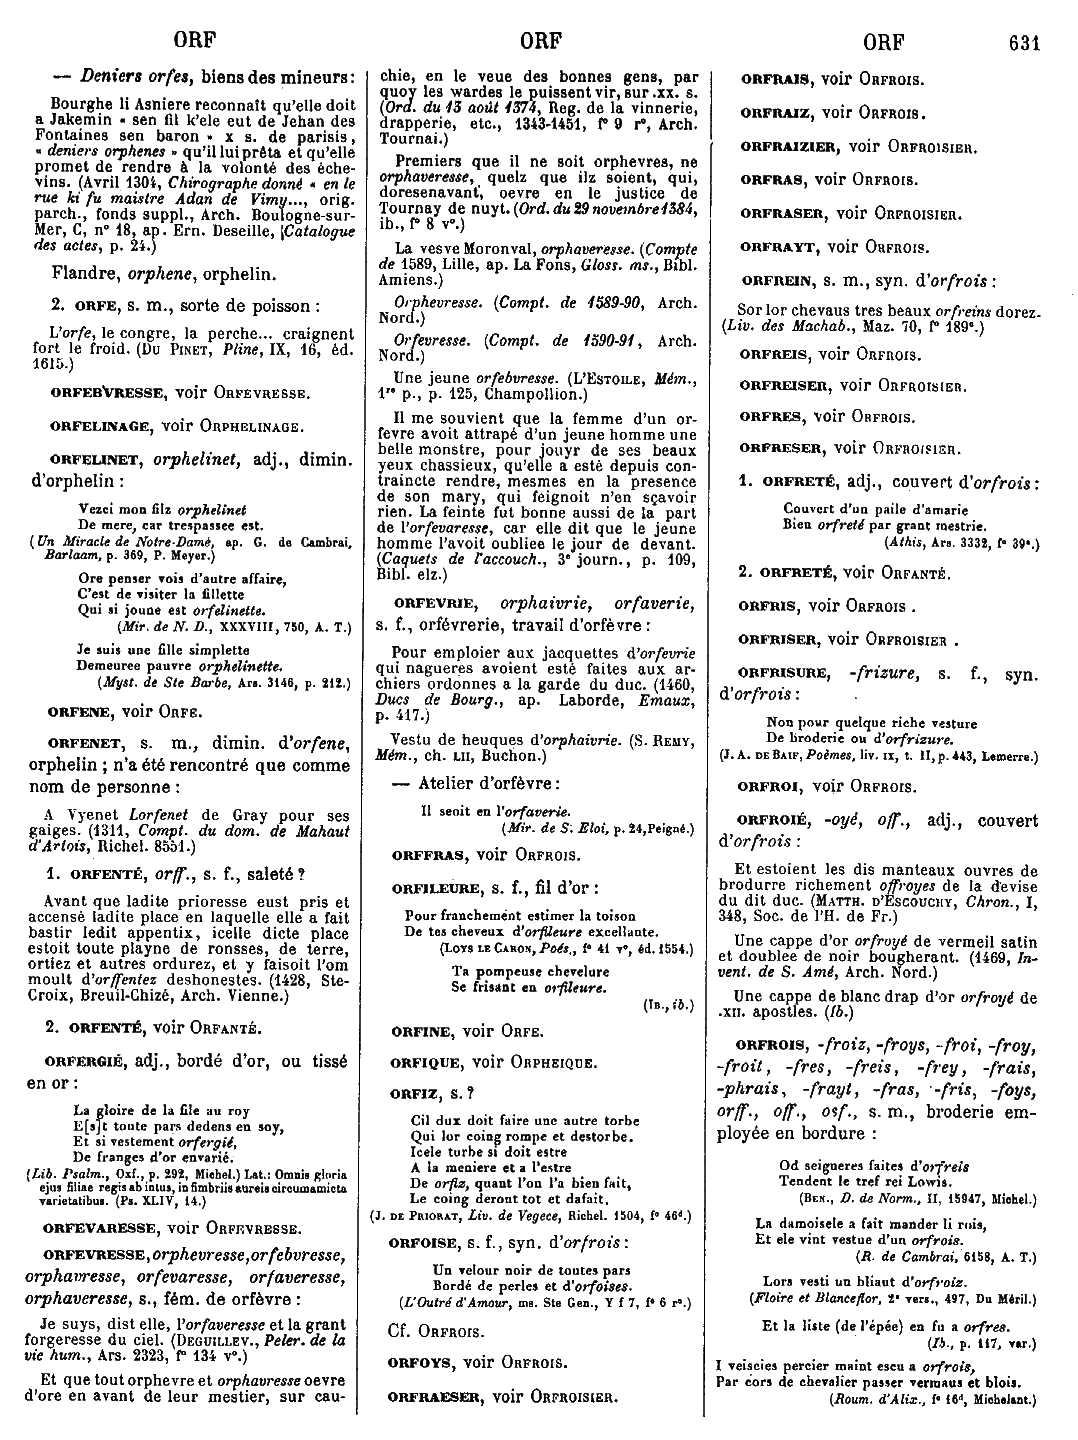 ORF
ORF
ORF 631
— Deniers orfes, biens des mineurs:
Bourghe li Asniere reconnaît qu'elle doit
a Jakemin « sen fil k'ele eut de Jehan des
Fontaines sen baron » x s. de parisis,
« deniers orphenes » qu'il lui prêta et qu'elle
promet de rendre à la volonté des éche-
vins. (Avril 1304, Chirographe donné « en le
rue ki fu maistre Adan de Vimy..., orig.
parch., fonds suppl., Arch. Boulogne-sur-
Mer, C, n° 18, ap. Ern. Deseille, Catalogue
des actes, p. 24.)
Flandre, orphene, orphelin.
2. ORFE, s. m., sorte de poisson :
L'orfe, le congre, la perche... craignent
fort le froid. (DU PINET, Pline, IX, 16, éd.
1615.)
ORFEBVRESSE, voir ORFEVRESSE.
ORFELINAGE, voir ORPHELINAGE.
ORFELINET, orphelinet, adj., dimin.
d'orphelin :
Vezci mon filz orphelinet
De mere, car trespassee est.
(Un Miracle de Notre-Dame, ap. G. de Cambrai,
Barlaam, p. 369, P. Meyer.)
Ore penser vois d'autre affaire,
C'est de visiter la fillette
Qui si joune est orfelinette.
(Mir. de N. D., XXXVIII, 750, A. T.)
Je suis une fille simplette
Demeuree pauvre orphelinette.
(Myst. de Ste Barbe, Ars. 3146, p. 212.)
ORFENE, voir ORFE.
ORFENET, s. m., dimin. d'orfene,
orphelin ; n'a été rencontré que comme
nom de personne :
A Vyenet Lorfenet de Gray pour ses
gaiges. (1311, Compt. du dom. de Mahaut
d'Artois, Richel. 8551.)
1. ORFENTÉ, orff., s. f., saleté ?
Avant que ladite prioresse eust pris et
accensé ladite place en laquelle elle a fait
bastir ledit appentix, icelle dicte place
estoit toute playne de ronsses, de terre,
ortiez et autres ordurez, et y faisoit l'om
moult d'orffentez deshonestes. (1428, Ste-
Croix, Breuil-Chizé, Arch. Vienne.)
2. ORFENTÉ, voir ORFANTÉ.
ORFERGIÉ, adj., bordé d'or, ou tissé
en or :
La gloire de la file au roy
E[s]t toute pars dedens en soy,
Et si vestement orfergié,
De franges d'or envarié.
(Lib. Psalm., Oxf., p. 292, Michel.) Lat.: Omnis gloria
ejus filiae regis ab intus, in fimbriis aureis circumamicta
varietatibus. (Ps. XLIV, 14.)
ORFEVARESSE, voir ORFEVRESSE.
ORFEVRESSE, orphevresse, orfebvresse,
orphavresse, orfevaresse, orfaveresse,
orphaveresse, s., fém. de orfèvre :
Je suys, dist elle, l'orfaveresse et la grant
forgeresse du ciel. (DEGUILLEV., Peler. de la
vie hum., Ars. 2323, f° 134 v°.)
Et que tout orphevre et orphavresse oevre
d'ore en avant de leur mestier, sur cau-
chie, en le veue des bonnes gens, par
quoy les wardes le puissent vir, sur .xx. s.
(Ord. du 13 août 1374, Reg. de la vinnerie,
drapperie, etc., 1343-1451, f° 9 r°, Arch.
Tournai.)
Premiers que il ne soit orphevres, ne
orphaveresse, quelz que ilz soient, qui,
doresenavant, oevre en le justice de
Tournay de nuyt. (Ord. du 29 novembre 1384,
ib., f° 8 v°.)
La vesve Moronval, orphaveresse. (Compte
de 1589, Lille, ap. La Fons, Gloss. ms., Bibl.
Amiens.)
Orphevresse. (Compt. de 1589-90, Arch.
Nord.)
Orfevresse. (Compt. de 1590-91, Arch.
Nord.)
Une jeune orfebvresse. (L'ESTOILE, Mém.,
1re p., p. 125, Champollion.)
Il me souvient que la femme d'un or-
fevre avoit attrapé d'un jeune homme une
belle monstre, pour jouyr de ses beaux
yeux chassieux, qu'elle a esté depuis con-
traincte rendre, mesmes en la presence
de son mary, qui feignoit n'en sçavoir
rien. La feinte fut bonne aussi de la part
de l'orfevaresse, car elle dit que le jeune
homme l'avoit oubliee le jour de devant.
(Caquets de l'accouch., 3e journ., p. 109,
Bibl. elz.)
ORFEVRIE, orphaivrie, orfaverie,
s. f., orfévrerie, travail d'orfèvre :
Pour emploier aux jacquettes d'orfevrie
qui nagueres avoient esté faites aux ar-
chiers ordonnes a la garde du duc. (1460,
Ducs de Bourg., ap. Laborde, Emaux,
p. 417.)
Vestu de heuques d'orphaivrie. (S. REMY,
Mém., ch. LII, Buchon.)
— Atelier d'orfèvre :
Il seoit en l'orfaverie.
(Mir. de S. Eloi, p. 24, Peigné.)
ORFFRAS, voir ORFROIS.
ORFILEURE, s. f., fil d'or :
Pour franchement estimer la toison
De tes cheveux d'orfileure excellante.
(LOYS LE CARON, Poés., f° 41 v°, éd. 1554.)
Ta pompeuse chevelure
Se frisant en orfileure.
(ID., ib.)
ORFINE, voir ORFE.
ORFIQUE, voir ORPHEIQUE.
ORFIZ, s. ?
Cil dux doit faire une autre torbe
Qui lor coing rompe et destorbe.
Icele turbe si doit estre
A la meniere et a l'estre
De orfiz, quant l'on l'a bien fait,
Le coing deront tot et dafait.
(J. DE PRIORAT, Liv. de Vegece, Richel. 1504, f° 46d.)
ORFOISE, s. f., syn. d'orfrois :
Un velour noir de toutes pars
Bordé de perles et d'orfoises.
(L'Outré d'Amour, ms. Ste Gen., Y f 7, f° 6 r°.)
Cf. ORFROIS.
ORFOYS, voir ORFROIS.
ORFRAESER, voir ORFROISIER.
ORFRAIS, voir ORFROIS.
ORFRAIZ, voir ORFROIS.
ORFRAIZIER, voir ORFROISIER.
ORFRAS, voir ORFROIS.
ORFRASER, voir ORFROISIER.
ORFRAYT, voir ORFROIS.
ORFREIN, s. m., syn. d'orfrois :
Sor lor chevaus tres beaux orfreins dorez.
(Liv. des Machab., Maz. 70, f° 189c.)
ORFREIS, voir ORFROIS.
ORFREISER, voir ORFROISIER.
ORFRES, voir ORFROIS.
ORFRESER, voir ORFROISIER.
1. ORFRETÉ, adj., couvert d'orfrois :
Couvert d'un paile d'amarie
Bien orfreté par grant mestrie.
(Athis, Ars. 3332, f° 39a.)
2. ORFRETÉ, voir ORFANTÉ.
ORFRIS, voir ORFROIS .
ORFRISER, voir ORFROISIER .
ORFRISURE, -frizure, s. f., syn.
d'orfrois :
Non pour quelque riche vesture
De broderie ou d'orfrizure.
(J. A. DE BAIF, Poèmes, liv. IX, t. II, p. 443, Lemerre.)
ORFROI, voir ORFROIS.
ORFROIÉ, -oyé, off., adj., couvert
d'orfrois :
Et estoient les dis manteaux ouvres de
brodurre richement offroyes de la devise
du dit duc. (MATTH. D'ESCOUCHY, Chron., I,
348, Soc. de l'H. de Fr.)
Une cappe d'or orfroyé de vermeil satin
et doublee de noir bougherant. (1469, In-
vent. de S. Amé, Arch. Nord.)
Une cappe de blanc drap d'or orfroyé de
.XII. apostles. (Ib.)
ORFROIS, -froiz, -froys, -froi, -froy,
-froit, -fres, -freis, -frey, -frais,
-phrais, -frayt, -fras, -fris, -foys,
orff., off., osf., s. m., broderie em-
ployée en bordure :
Od seigneres faites d'orfreis
Tendent le tref rei Lowis.
(BEN., D. de Norm., II, 15947, Michel.)
La damoisele a fait mander li rois,
Et ele vint vestue d'un orfrois.
(R. de Cambrai, 6158, A. T.)
Lors vesti un bliaut d'orfroiz.
(Floire et Blanceflor, 2e vers., 497, Du Méril.)
Et la liste (de l'épée) en fu a orfres.
(Ib., p. 117, var.)
I veiscies percier maint escu a orfrois,
Par cors de chevalier passer vermaus et blois.
(Roum. d'Alix., f° 16d, Michelant.)